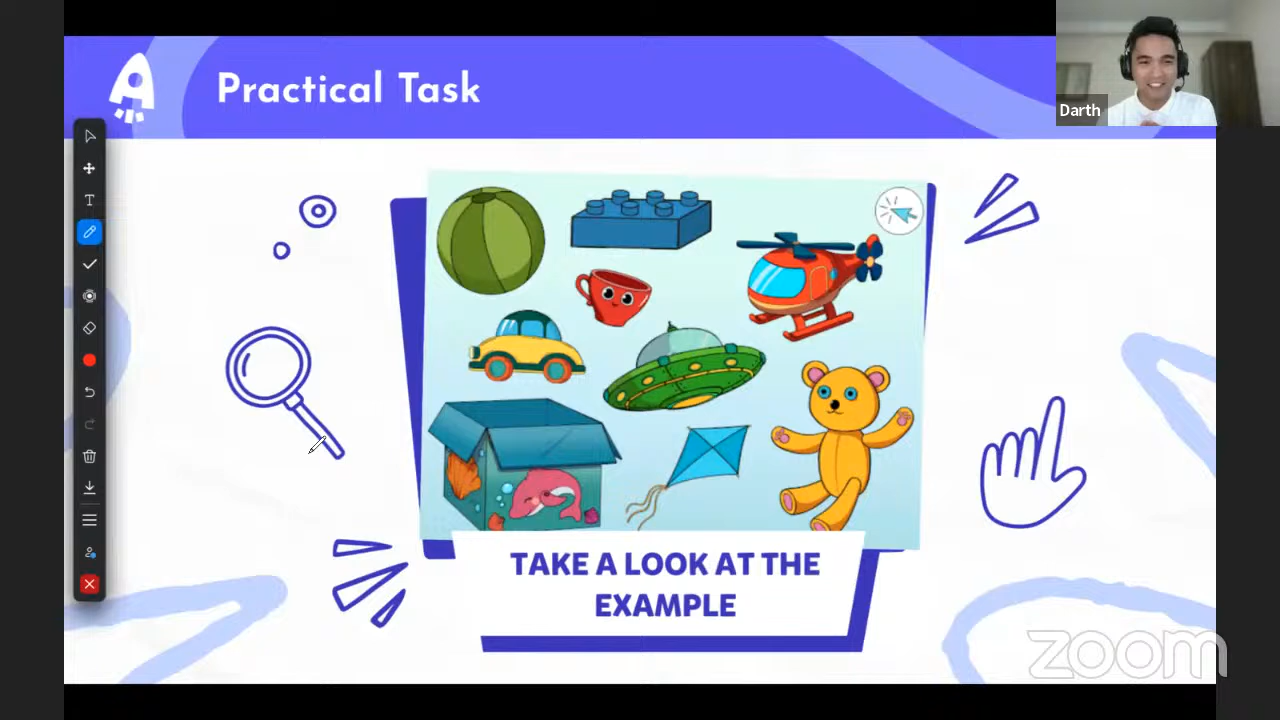 Practical Task
Darth
T
TAKE A LOOK AT THE
EXAMPLE
zoom